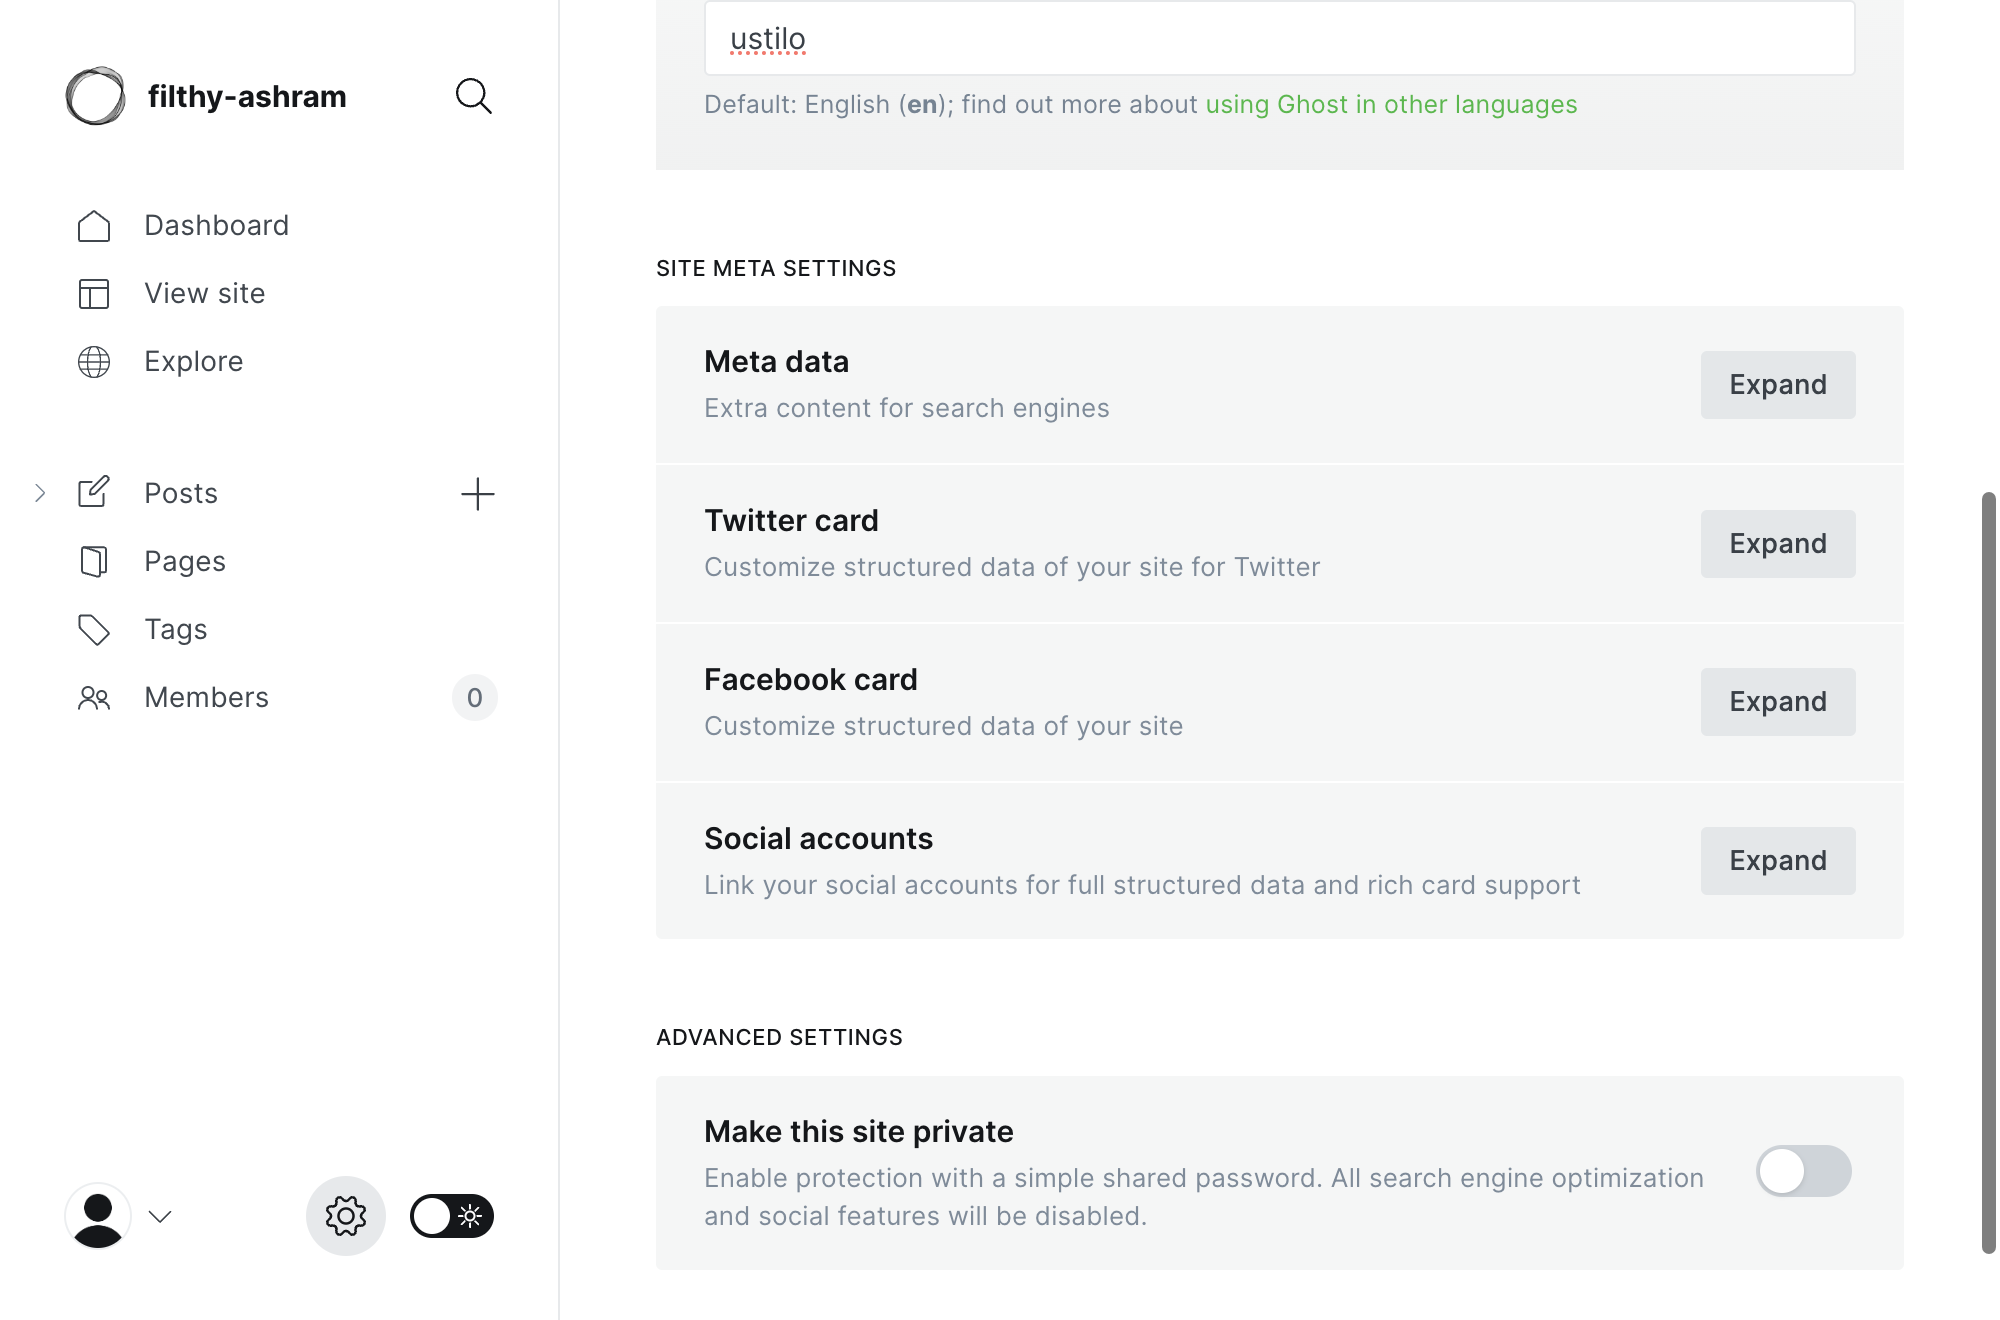 filthy-ashram
Dashboard
View site
Explore
Posts
Pages
Tags
Members
0
ustilo
Default: English (en); find out more about using Ghost in other languages
SITE META SETTINGS
Meta data
Extra content for search engines
Expand
Twitter card
Customize structured data of your site for Twitter
Expand
Facebook card
Customize structured data of your site
Expand
Social accounts
Link your social accounts for full structured data and rich card support
Expand
ADVANCED SETTINGS
Make this site private
Enable protection with a simple shared password. All search engine optimization
and social features will be disabled.